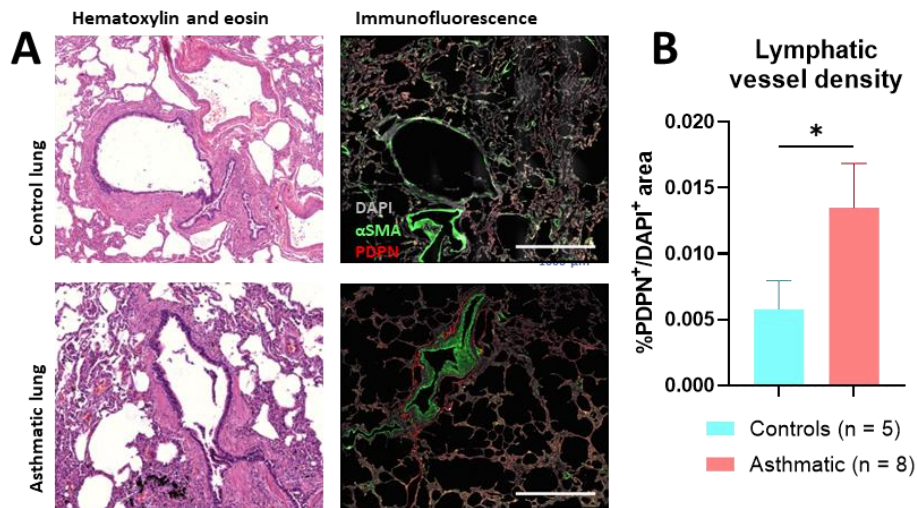 Hematoxylin and eosin
Immunofluorescence
A
Control lung
DAPI
αSMA
PDPN
Asthmatic lung
B
Lymphatic
vessel density
%PDPN⁺/DAPI⁺ area
0.020
0.015
0.010
0.005
0.000
*
Controls (n = 5)
Asthmatic (n = 8)